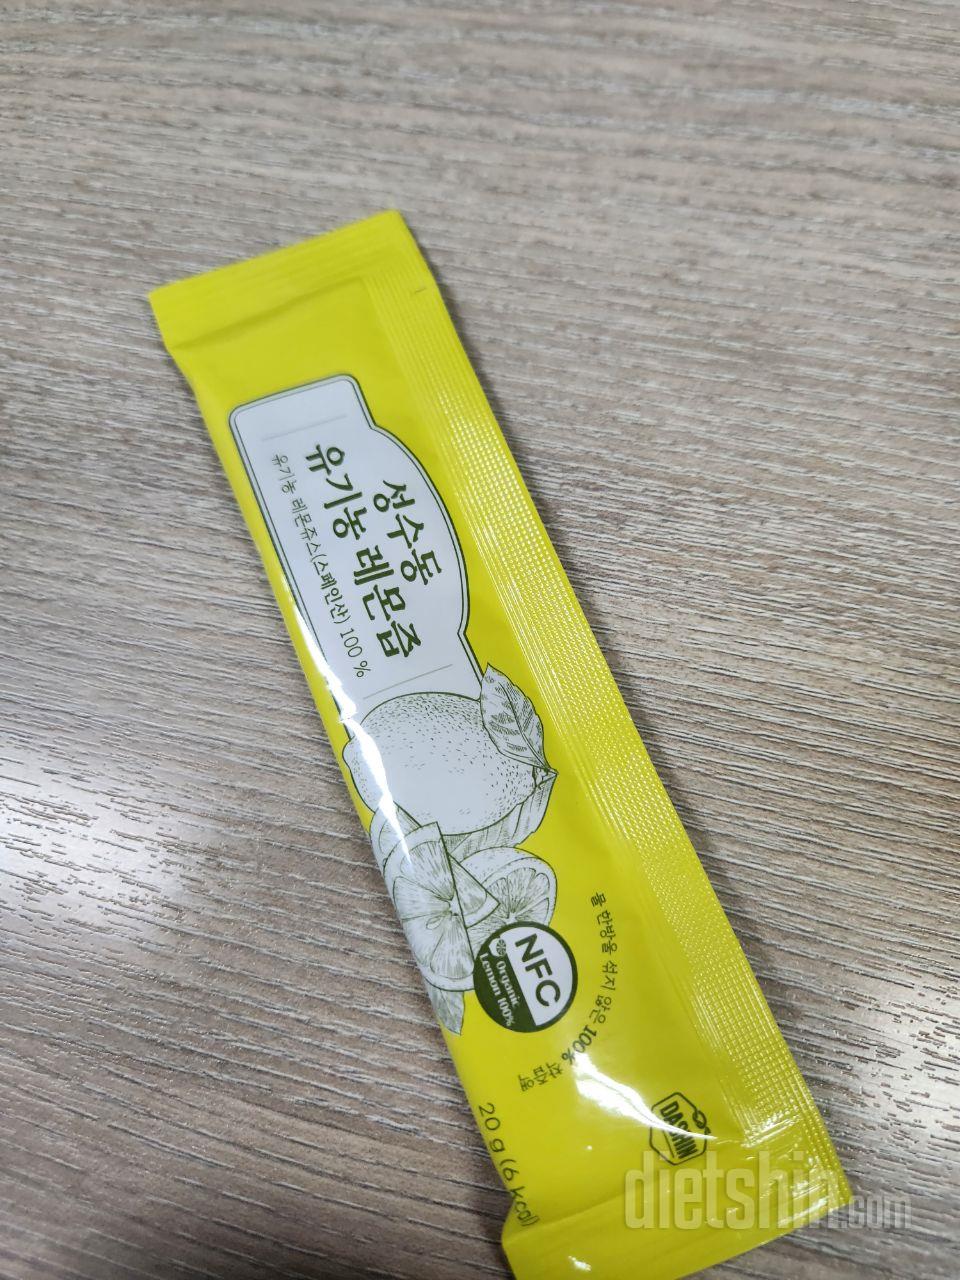 성수동
유기농 레몬즙
유기농 레몬쥬스(스페인산) 100 %
NFC
Organic
Lemon 100%
물 한방울 섞지 않은 100% 착즙액
DASHIN
20 g (6 kcal)
dietshin.com